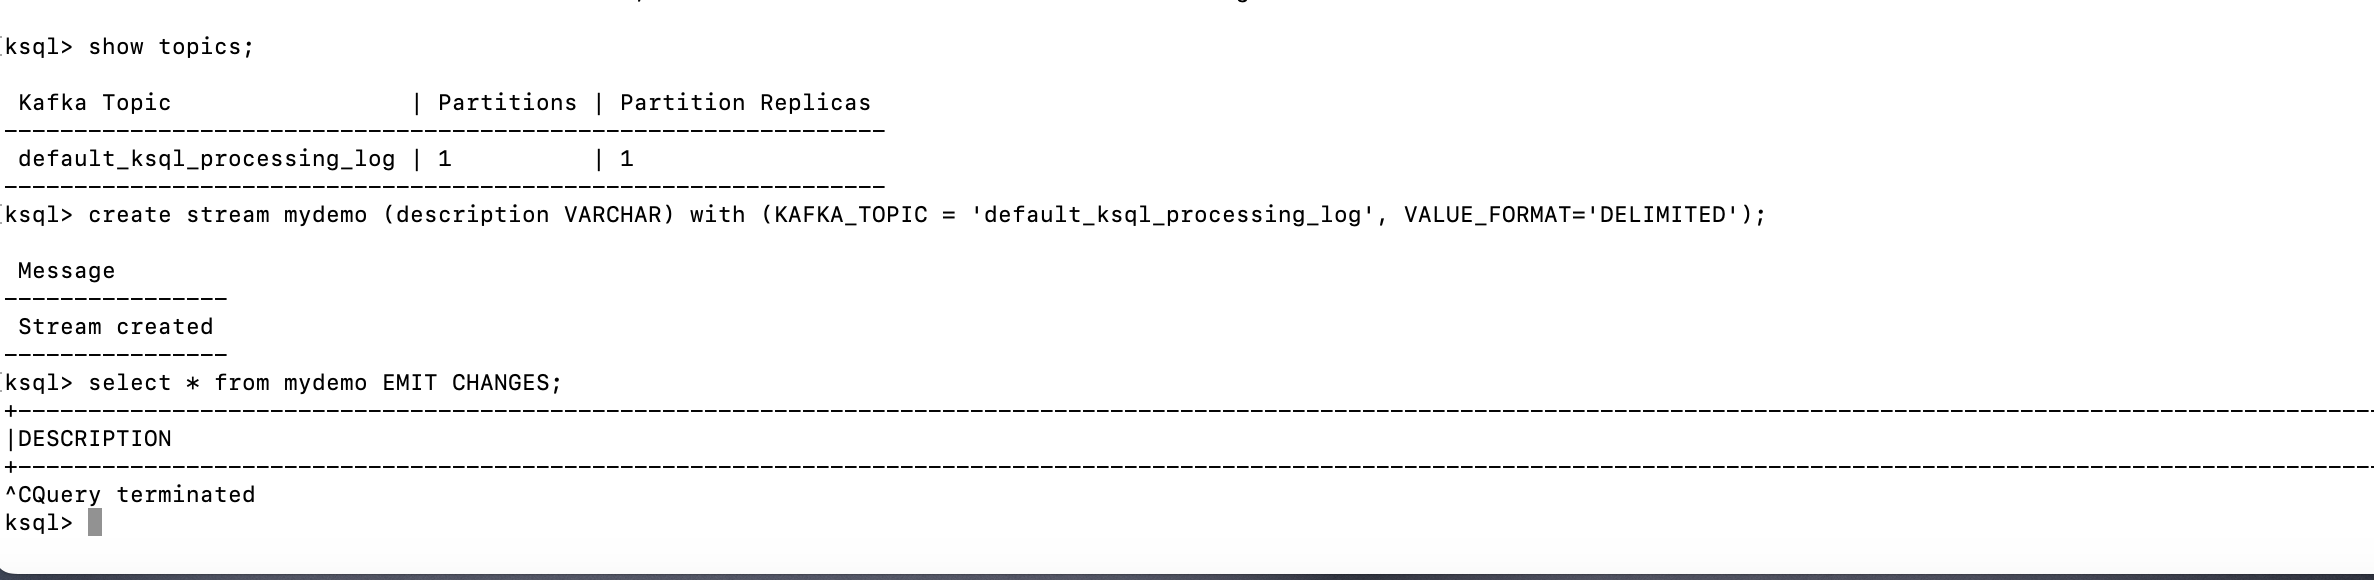 ksql> show topics;
Kafka Topic | Partitions | Partition Replicas
----------------------------------------------------------------
default_ksql_processing_log | 1 | 1
----------------------------------------------------------------
ksql> create stream mydemo (description VARCHAR) with (KAFKA_TOPIC = 'default_ksql_processing_log', VALUE_FORMAT='DELIMITED');
Message
----------------
Stream created
----------------
ksql> select * from mydemo EMIT CHANGES;
|DESCRIPTION
^CQuery terminated
ksql>